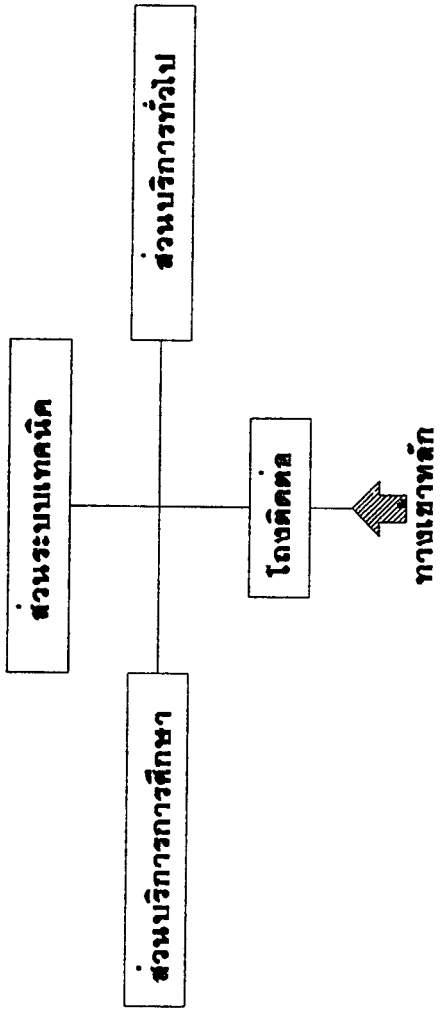 ส่วนระบบเทคนิค
ส่วนบริการการศึกษา
ส่วนบริการทั่วไป
โถงติดต่อ
ทางเข้าหลัก